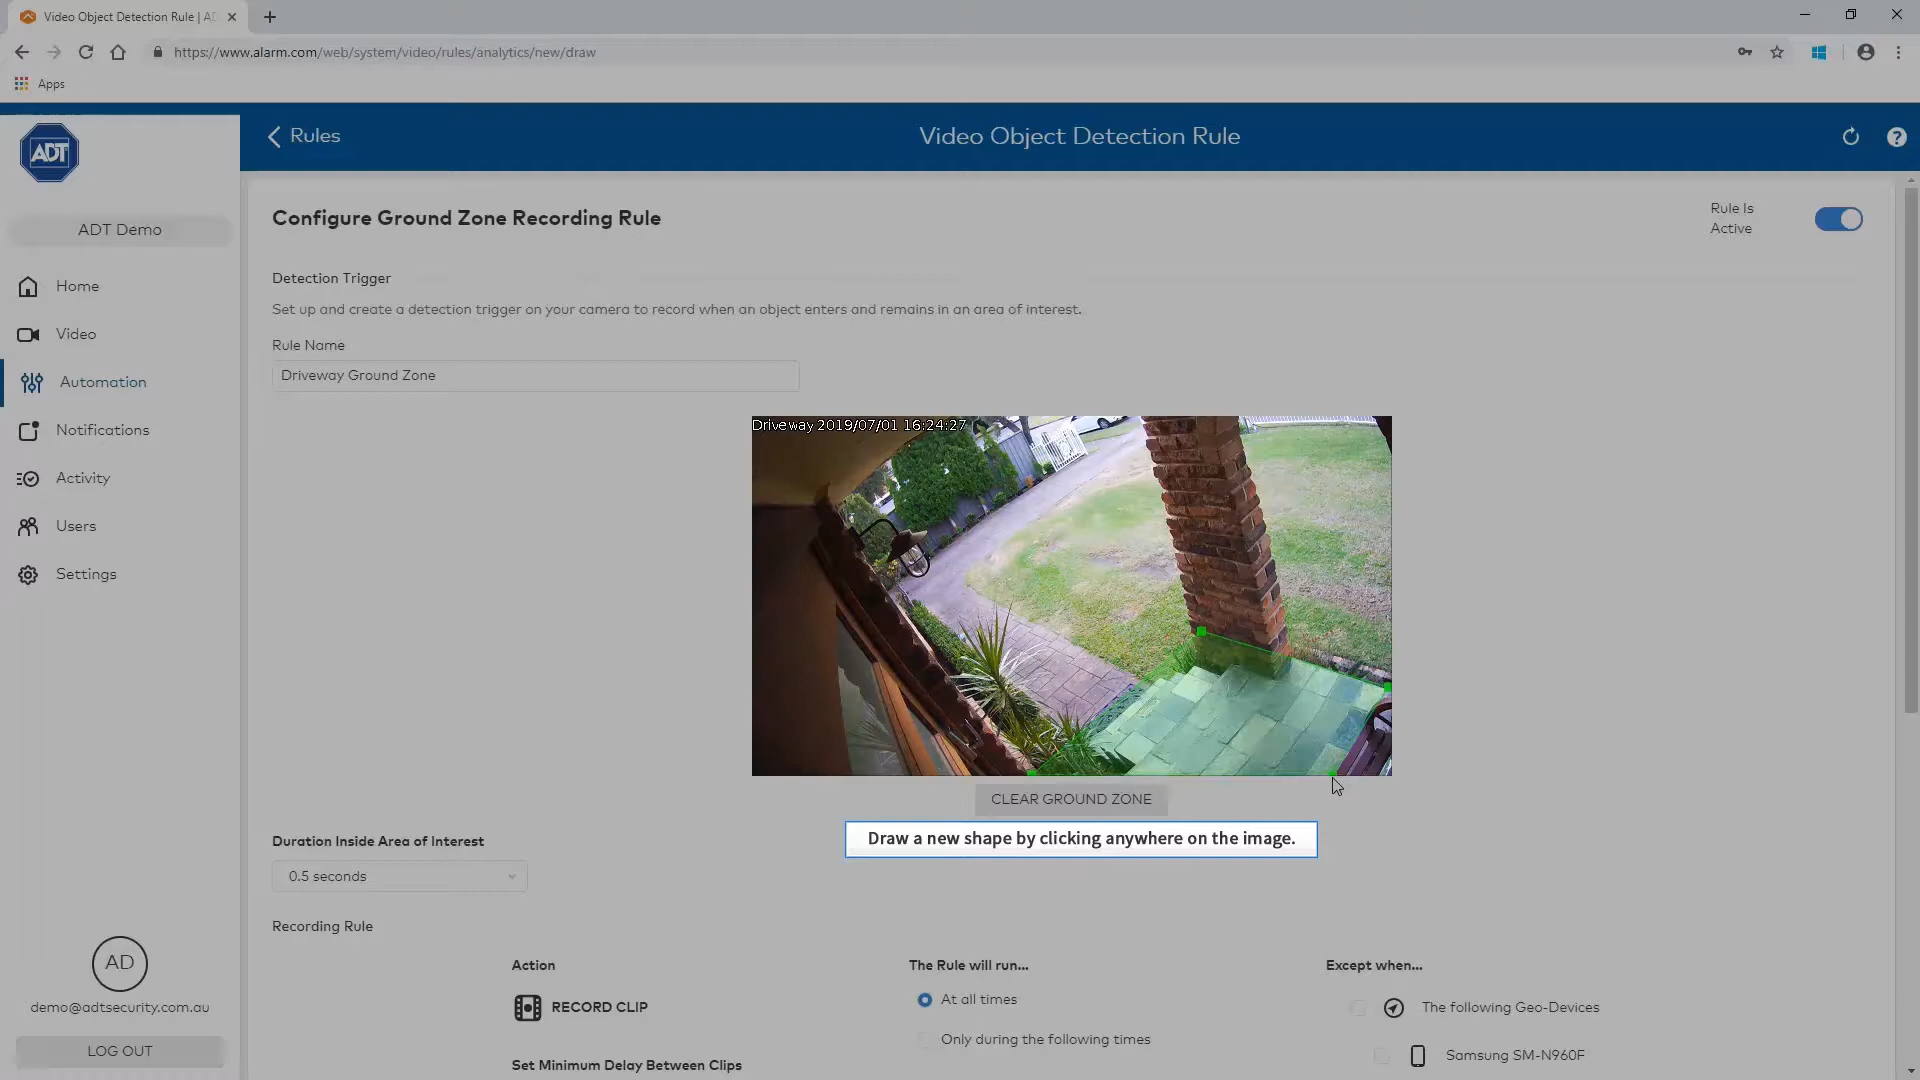 Video Object Detection Rule | AD
https://www.alarm.com/web/system/video/rules/analytics/new/draw
Apps
ADT
Rules
Video Object Detection Rule
?
ADT Demo
Configure Ground Zone Recording Rule
Rule Is
Active
Home
Detection Trigger
Set up and create a detection trigger on your camera to record when an object enters and remains in an area of interest.
Video
Rule Name
Driveway Ground Zone
Automation
Driveway 2019/07/01 16:24:27
Notifications
Activity
Users
Settings
CLEAR GROUND ZONE
Draw a new shape by clicking anywhere on the image.
Duration Inside Area of Interest
0.5 seconds
Recording Rule
Action
The Rule will run...
Except when...
AD
RECORD CLIP
At all times
The following Geo-Devices
demo@adtsecurity.com.au
Only during the following times
LOG OUT
Set Minimum Delay Between Clips
Samsung SM-N960F